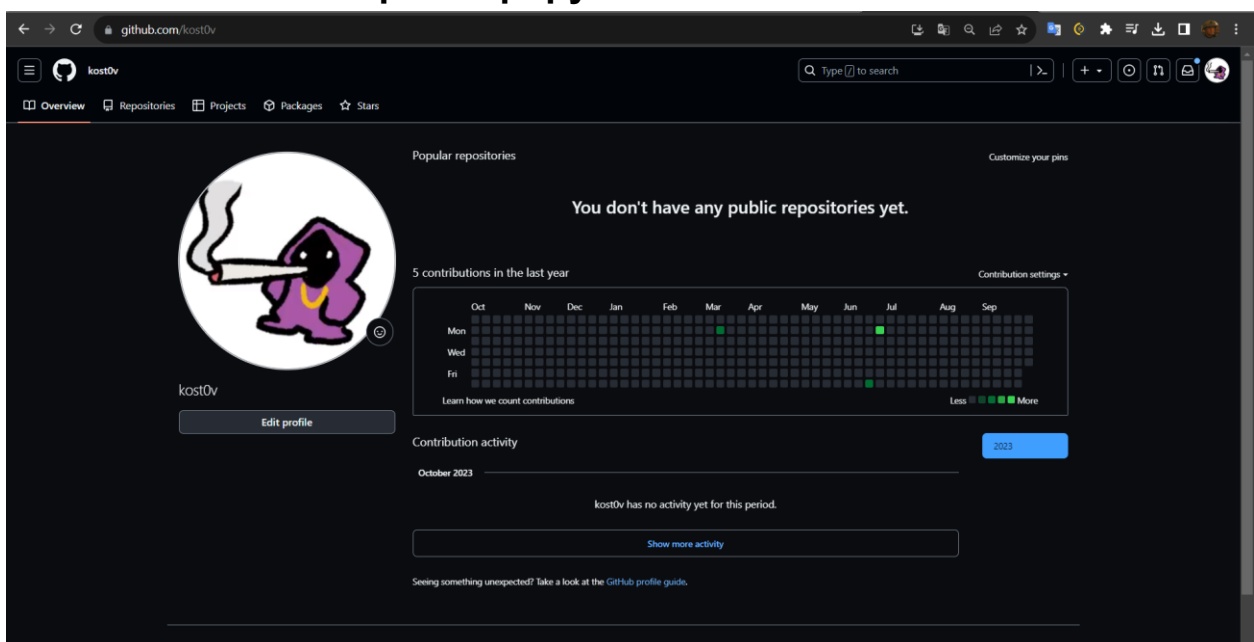 github.com/kost0v
kost0v
Type / to search
Overview Repositories Projects Packages Stars
Popular repositories
Customize your pins
You don't have any public repositories yet.
5 contributions in the last year
Contribution settings
Oct Nov Dec Jan Feb Mar Apr May Jun Jul Aug Sep
Mon
Wed
Fri
Learn how we count contributions
Less More
kost0v
Edit profile
Contribution activity
2023
October 2023
kost0v has no activity yet for this period.
Show more activity
Seeing something unexpected? Take a look at the GitHub profile guide.